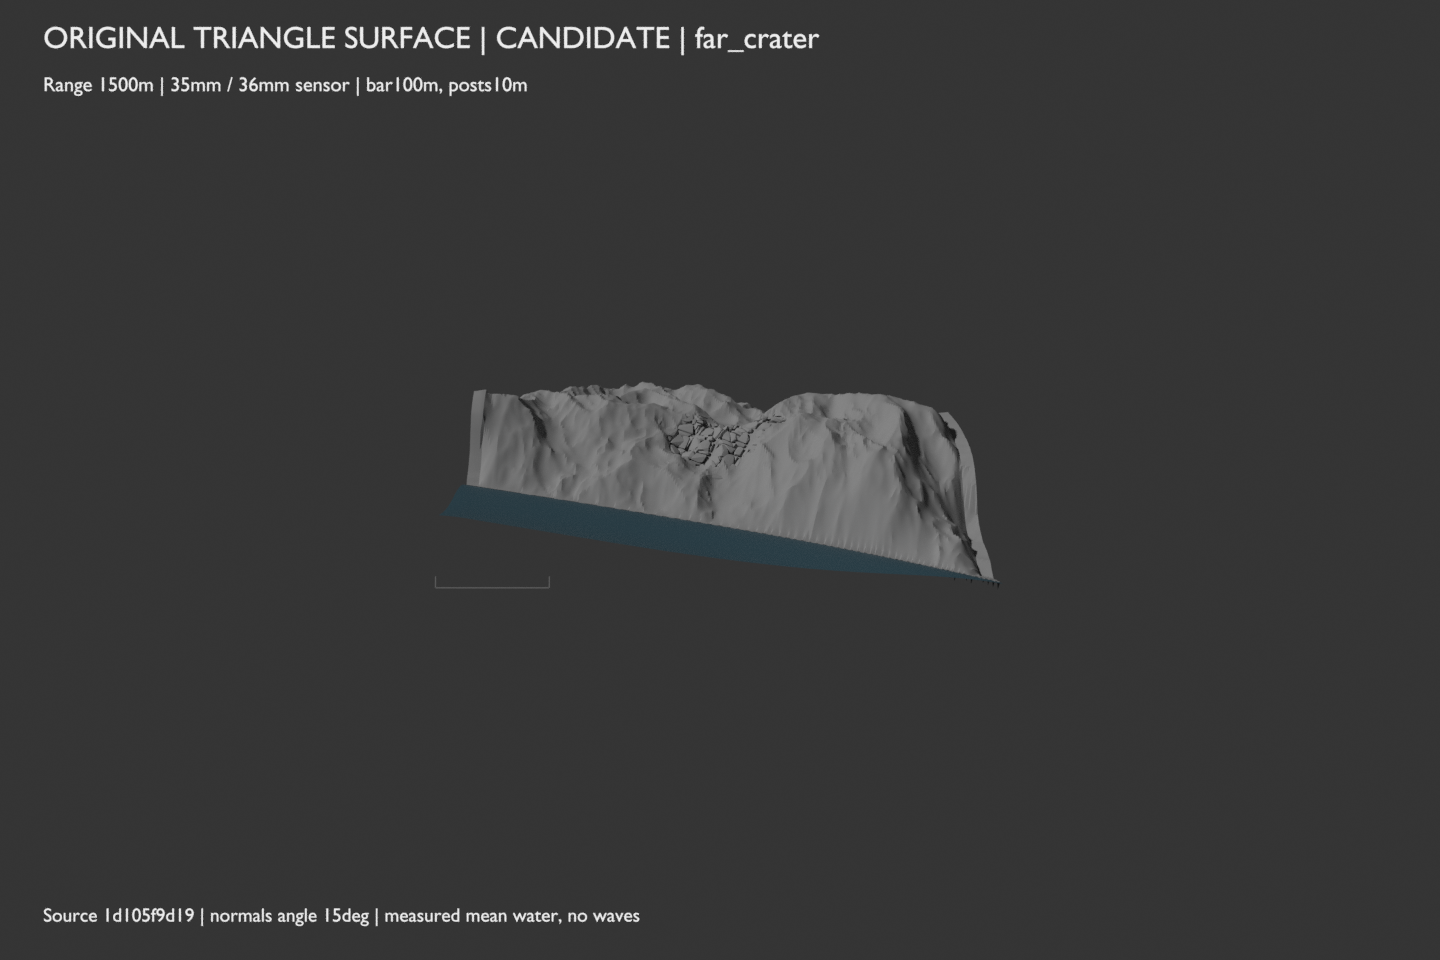 ORIGINAL TRIANGLE SURFACE | CANDIDATE | far_crater
Range 1500m | 35mm / 36mm sensor | bar100m, posts10m
Source 1d105f9d19 | normals angle 15deg | measured mean water, no waves